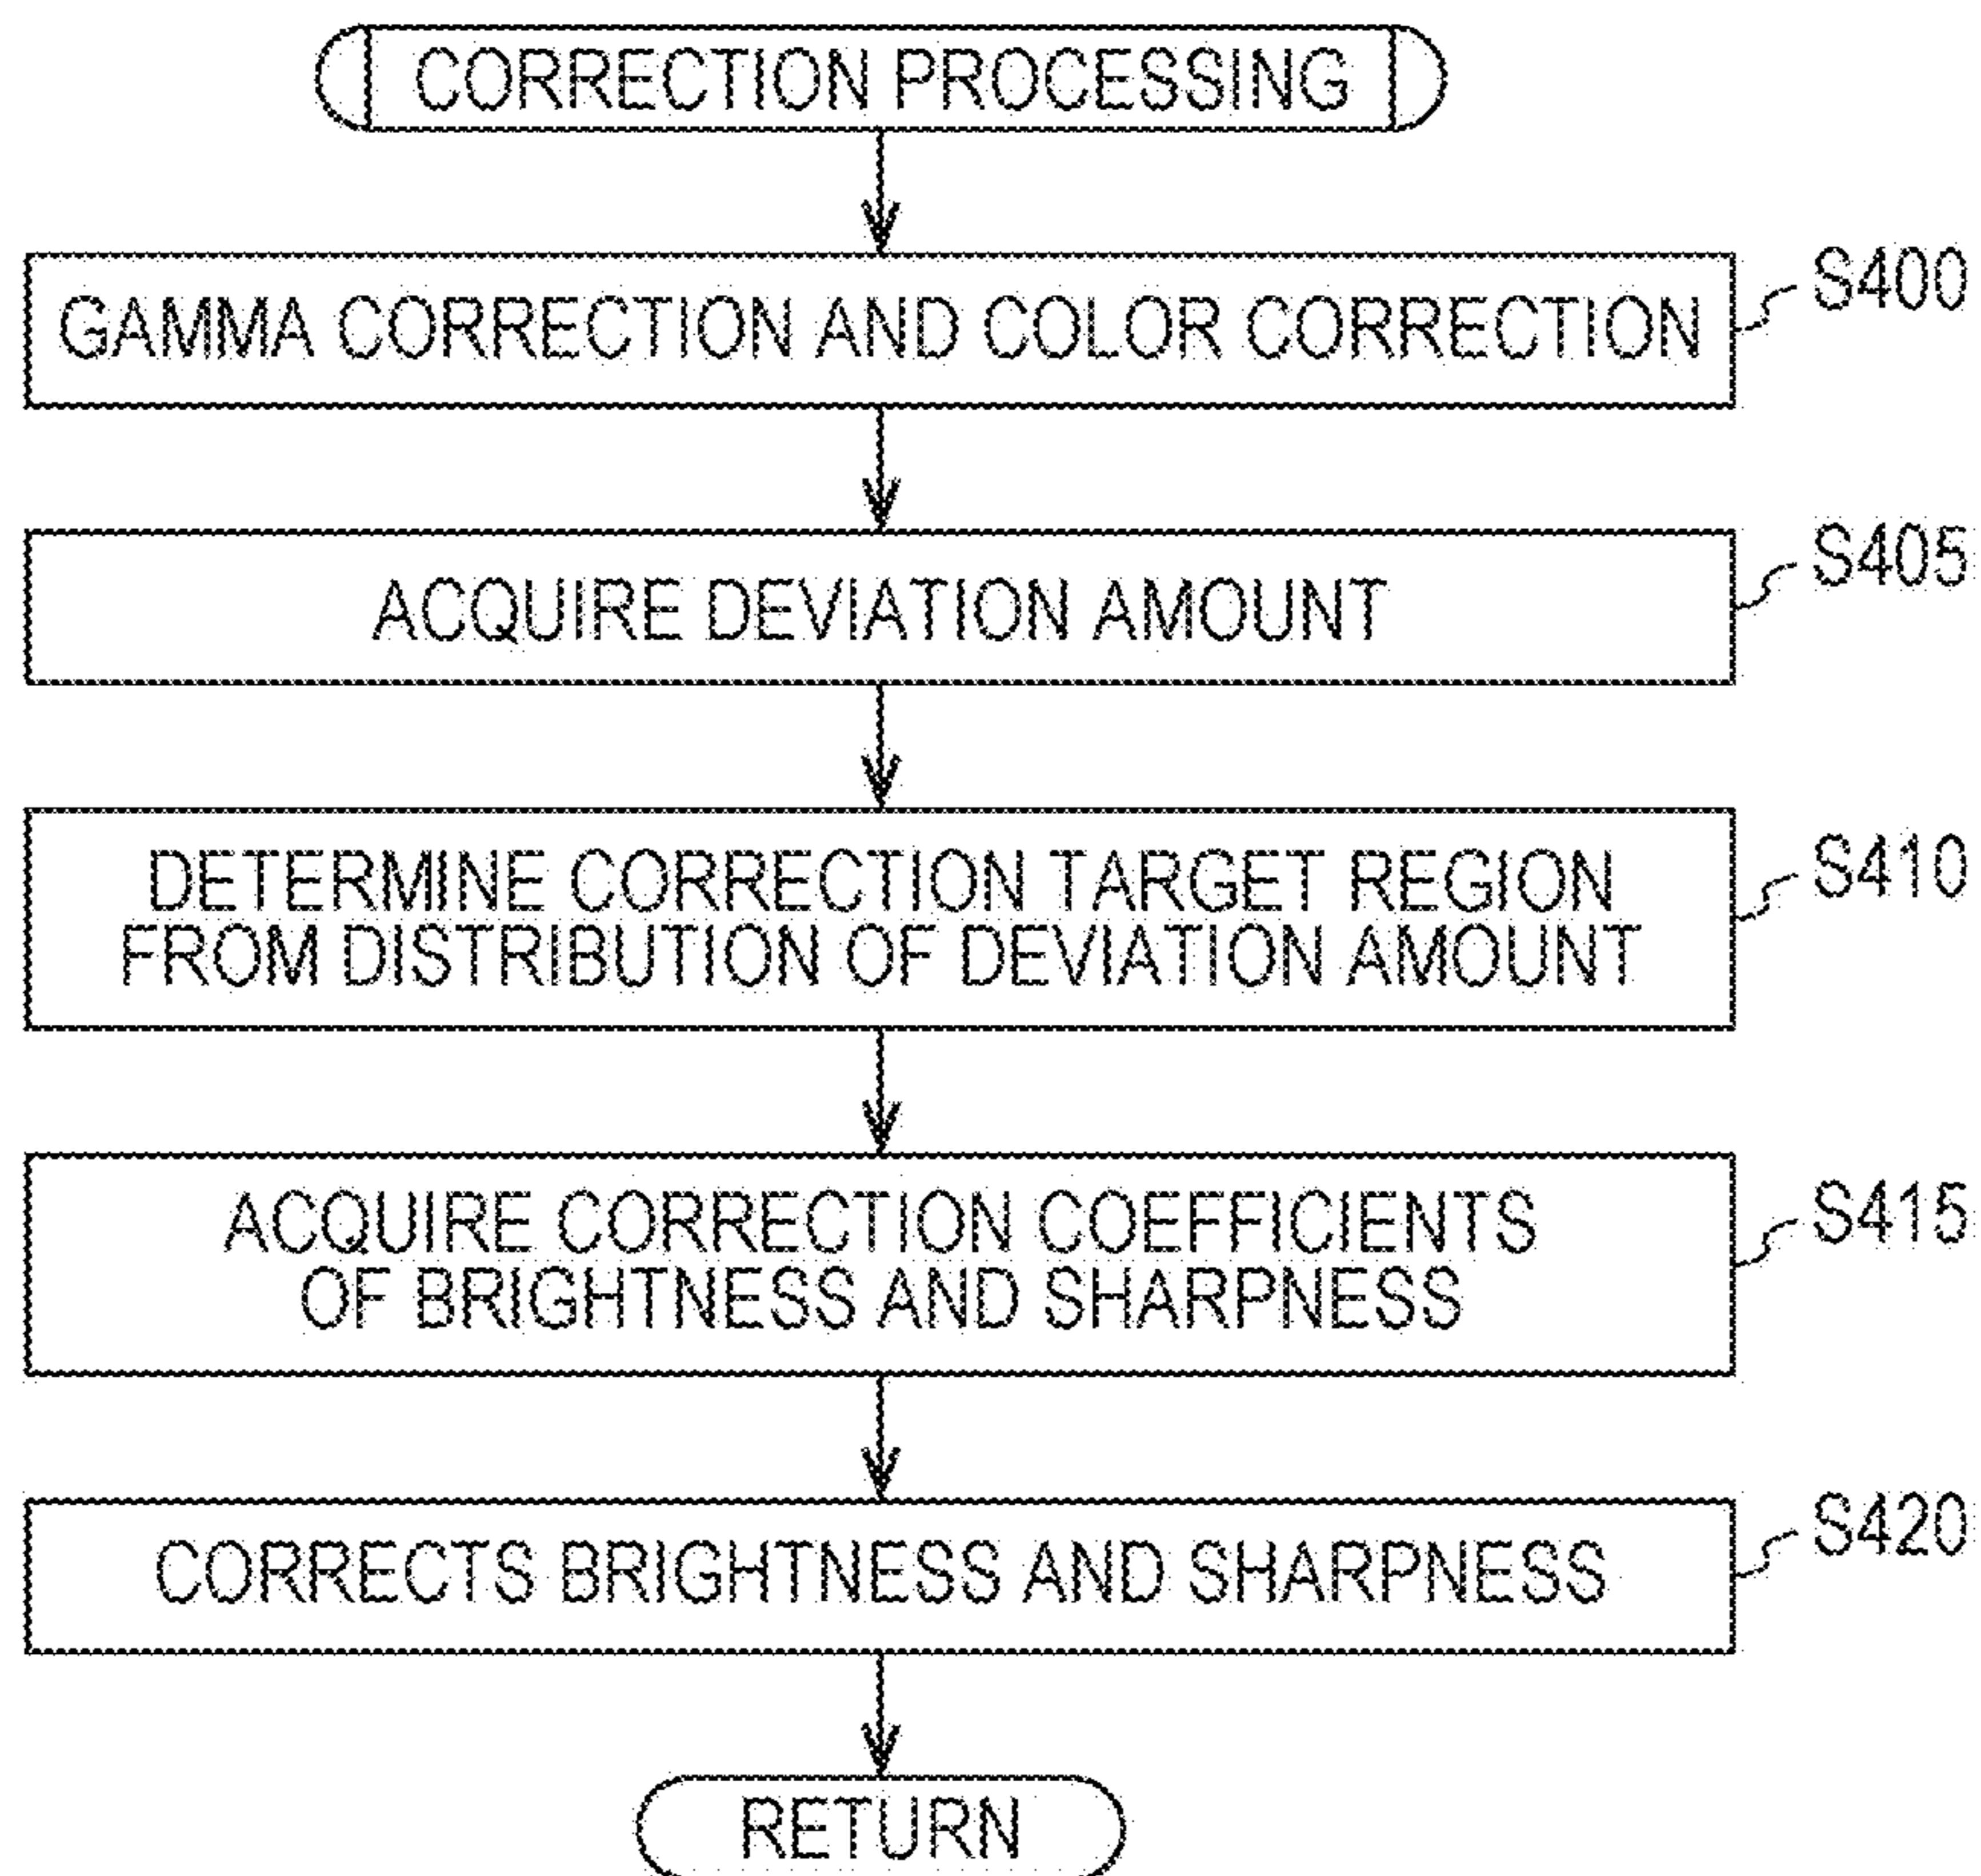 CORRECTION PROCESSING
GAMMA CORRECTION AND COLOR CORRECTION
S400
ACQUIRE DEVIATION AMOUNT
S405
DETERMINE CORRECTION TARGET REGION
FROM DISTRIBUTION OF DEVIATION AMOUNT
S410
ACQUIRE CORRECTION COEFFICIENTS
OF BRIGHTNESS AND SHARPNESS
S415
CORRECTS BRIGHTNESS AND SHARPNESS
S420
RETURN